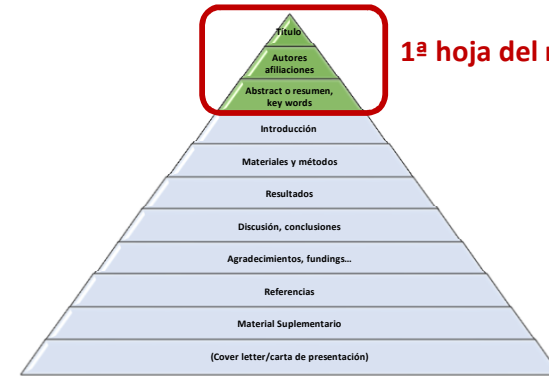 Título
1ª hoja del
Autores
afiliaciones
Abstract o resumen,
key words
Introducción
Materiales y métodos
Resultados
Discusión, conclusiones
Agradecimientos, fundings…
Referencias
Material Suplementario
(Cover letter/carta de presentación)